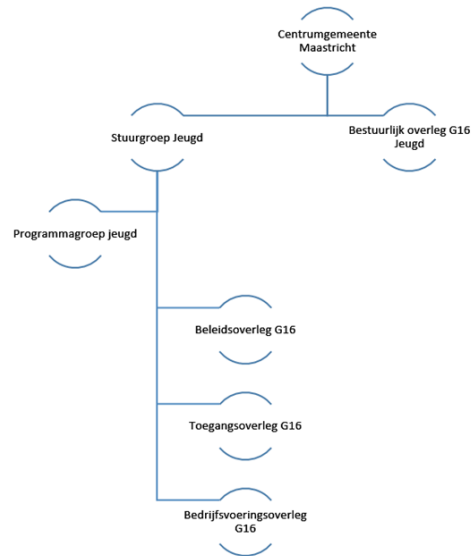 Centrumgemeente
Maastricht
Stuurgroep Jeugd
Bestuurlijk overleg G16
Jeugd
Programmagroep jeugd
Beleidsoverleg G16
Toegangsoverleg G16
Bedrijfsvoeringsoverleg
G16